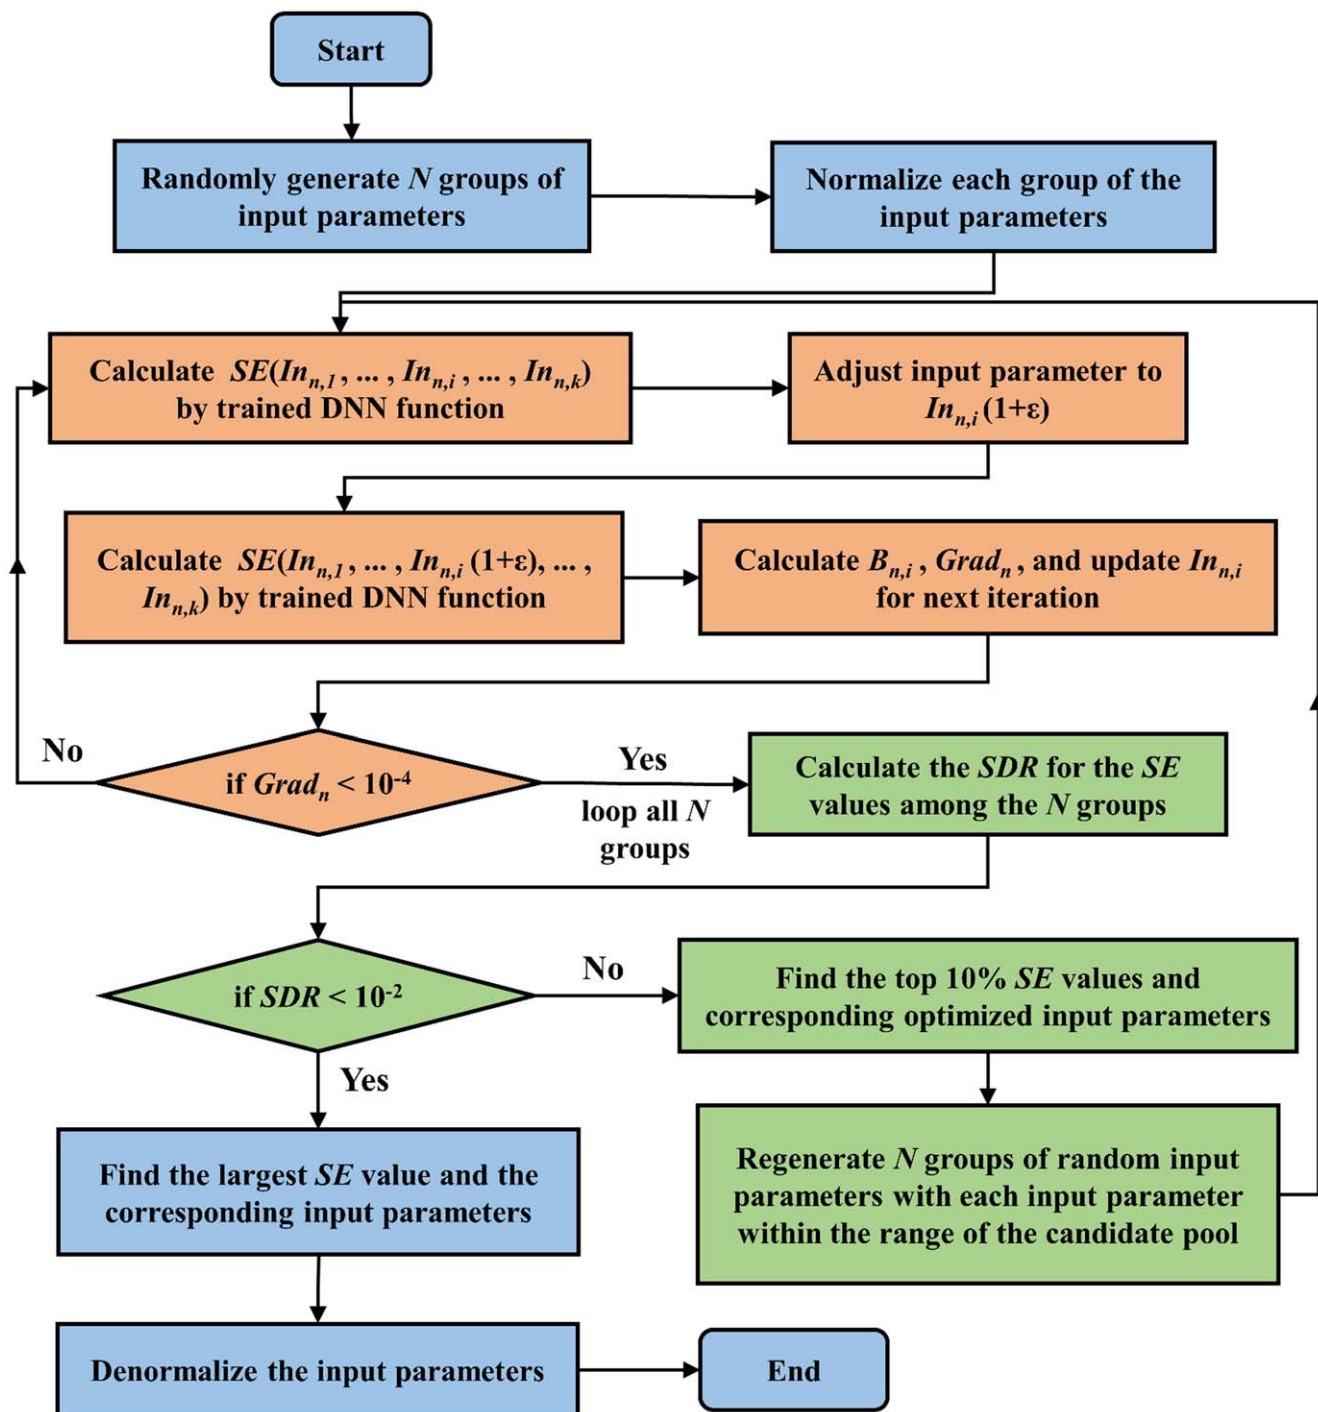 Start
Randomly generate N groups of
input parameters
Normalize each group of the
input parameters
Calculate SE(Inₙ,₁, ... , Inₙ,ᵢ, ... , Inₙ,ₖ)
by trained DNN function
Adjust input parameter to
Inₙ,ᵢ (1+ε)
Calculate SE(Inₙ,₁, ... , Inₙ,ᵢ (1+ε), ... ,
Inₙ,ₖ) by trained DNN function
Calculate Bₙ,ᵢ, Gradₙ, and update Inₙ,ᵢ
for next iteration
No
if Gradₙ < 10⁻⁴
Yes
loop all N
groups
Calculate the SDR for the SE
values among the N groups
if SDR < 10⁻²
No
Find the top 10% SE values and
corresponding optimized input parameters
Yes
Regenerate N groups of random input
parameters with each input parameter
within the range of the candidate pool
Find the largest SE value and the
corresponding input parameters
Denormalize the input parameters
End